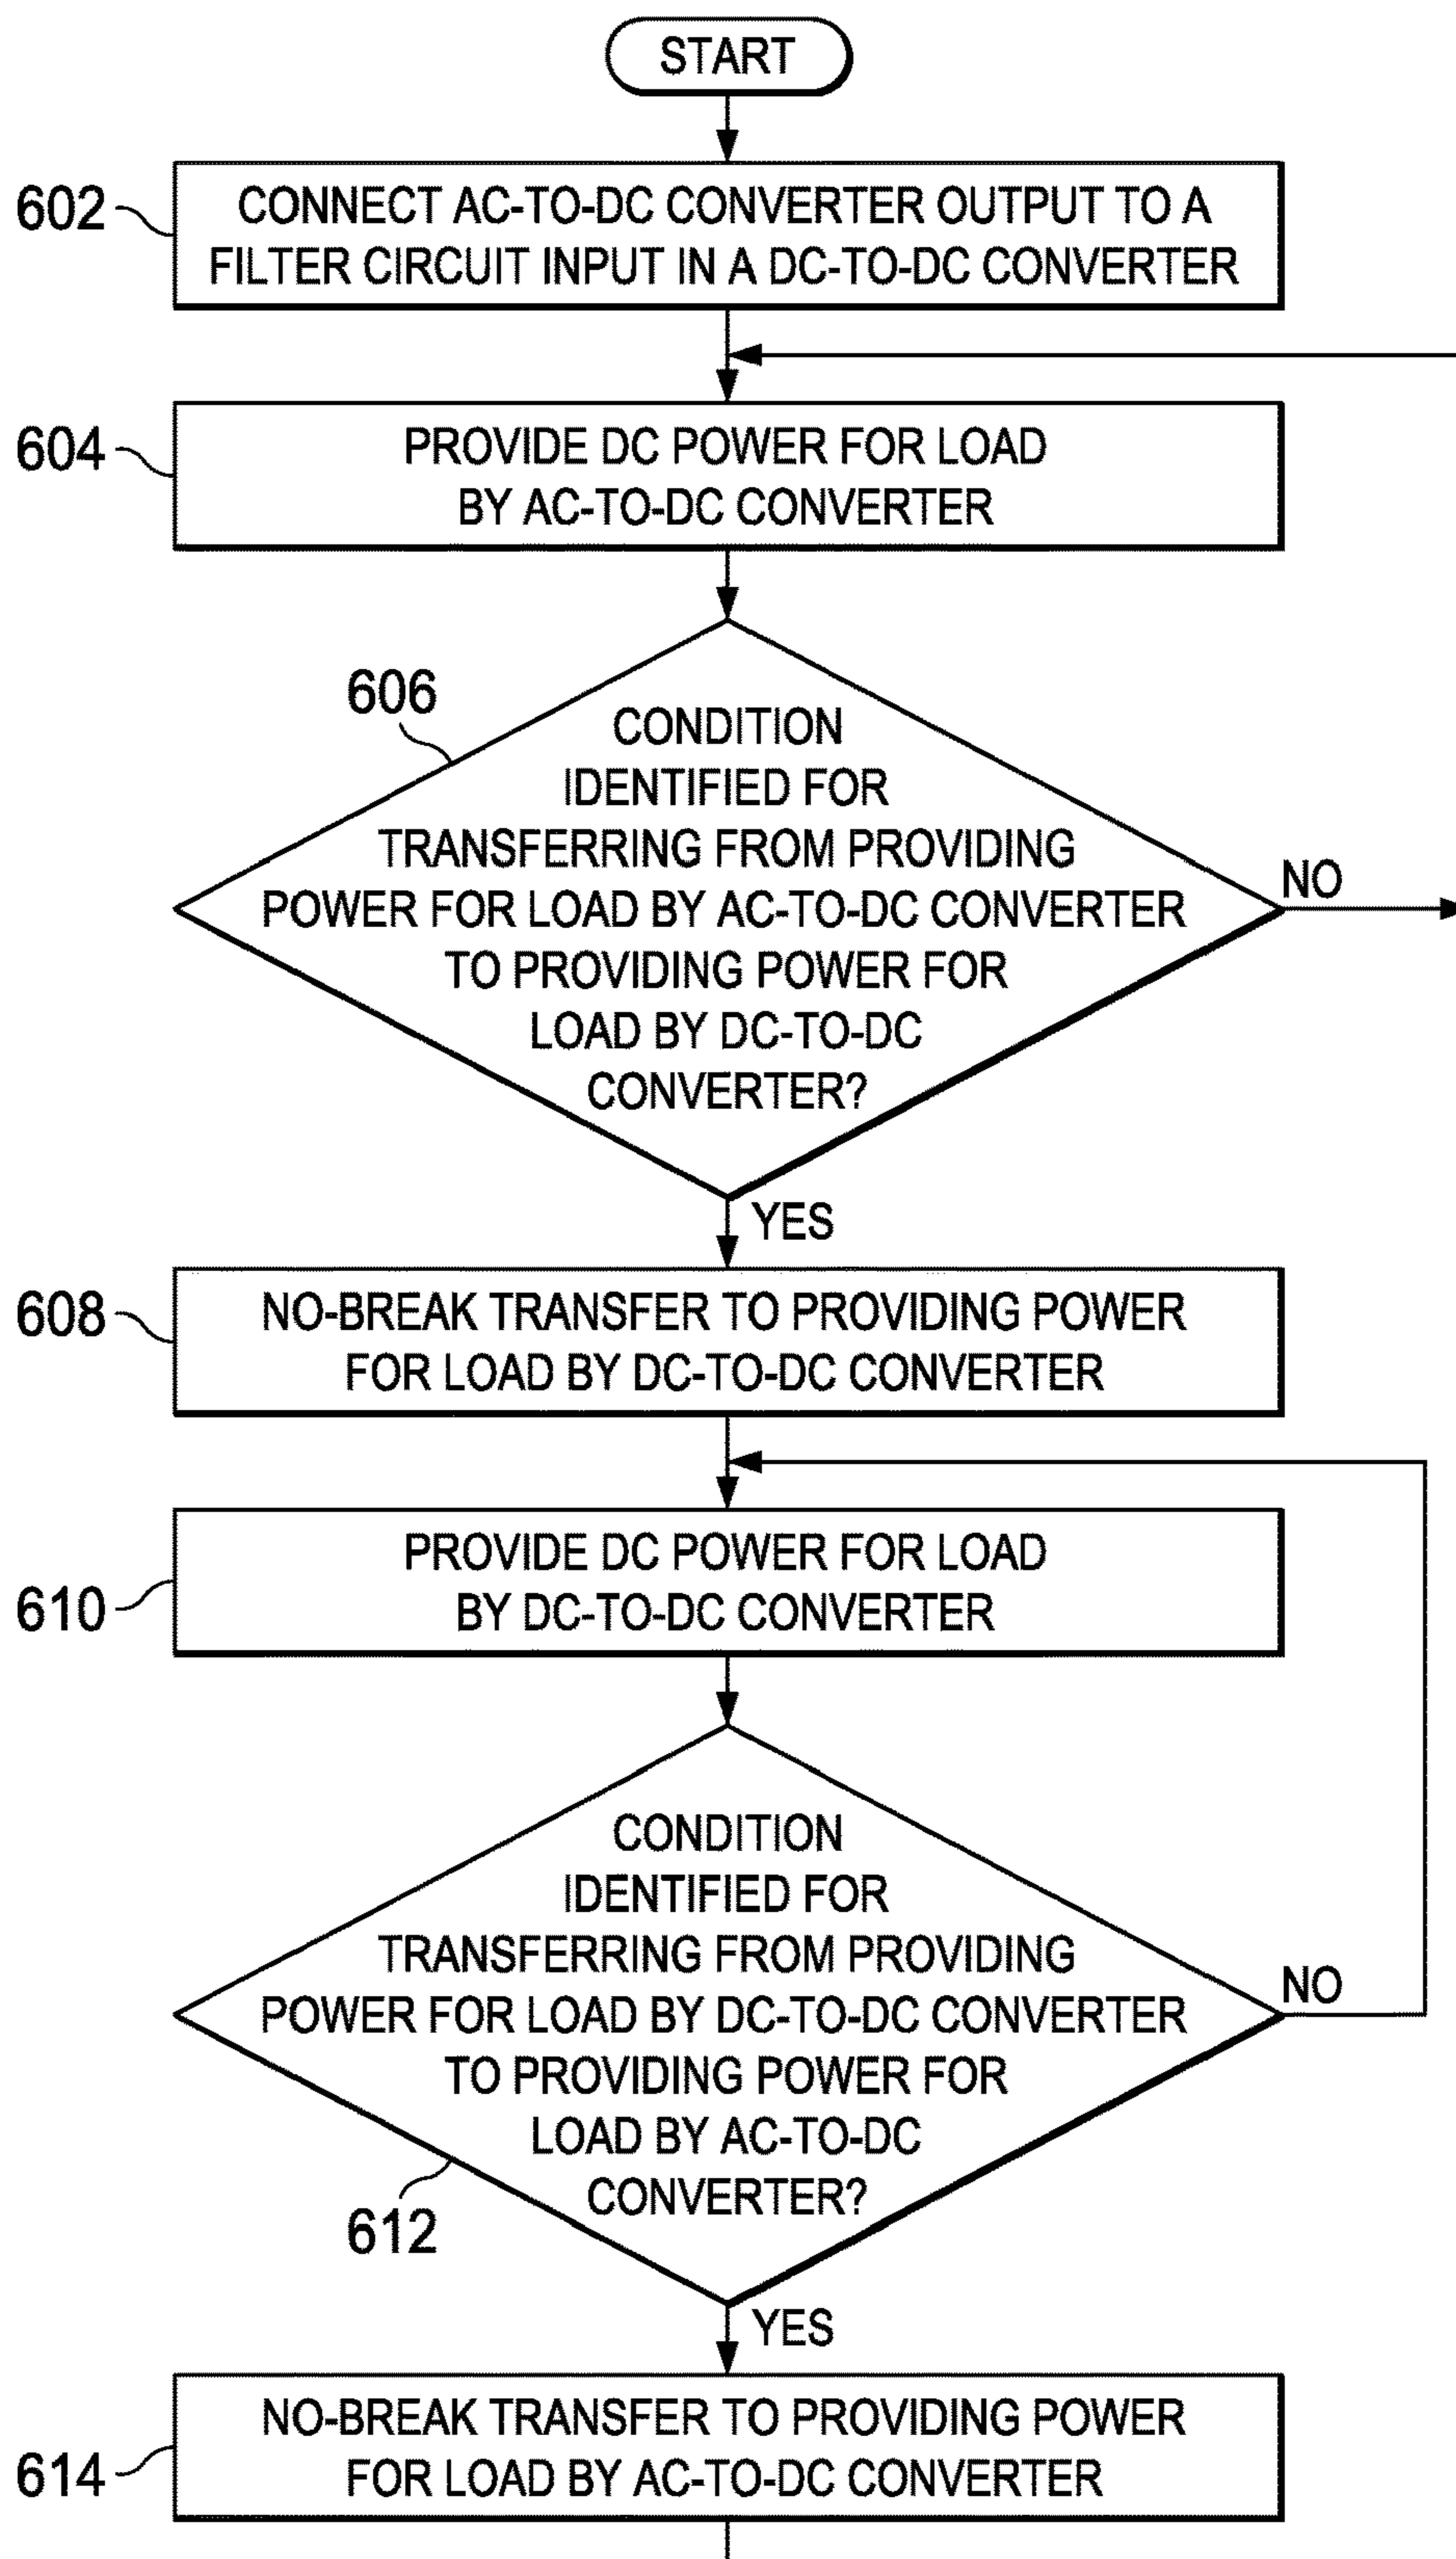 START
602
CONNECT AC-TO-DC CONVERTER OUTPUT TO A
FILTER CIRCUIT INPUT IN A DC-TO-DC CONVERTER
604
PROVIDE DC POWER FOR LOAD
BY AC-TO-DC CONVERTER
606
CONDITION
IDENTIFIED FOR
TRANSFERRING FROM PROVIDING
POWER FOR LOAD BY AC-TO-DC CONVERTER
TO PROVIDING POWER FOR
LOAD BY DC-TO-DC
CONVERTER?
NO
YES
608
NO-BREAK TRANSFER TO PROVIDING POWER
FOR LOAD BY DC-TO-DC CONVERTER
610
PROVIDE DC POWER FOR LOAD
BY DC-TO-DC CONVERTER
CONDITION
IDENTIFIED FOR
TRANSFERRING FROM PROVIDING
POWER FOR LOAD BY DC-TO-DC CONVERTER
TO PROVIDING POWER FOR
LOAD BY AC-TO-DC
CONVERTER?
NO
612
YES
614
NO-BREAK TRANSFER TO PROVIDING POWER
FOR LOAD BY AC-TO-DC CONVERTER